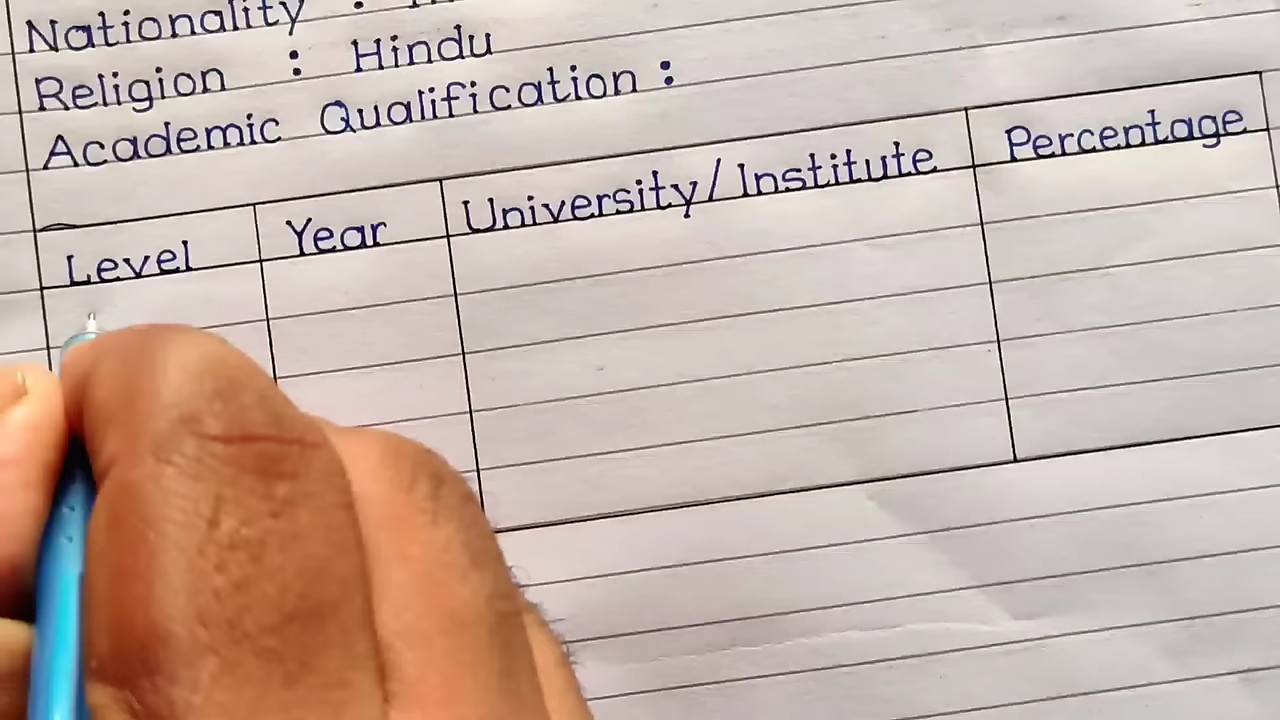 Nationality :
Religion : Hindu
Academic Qualification :
Level Year University/Institute Percentage